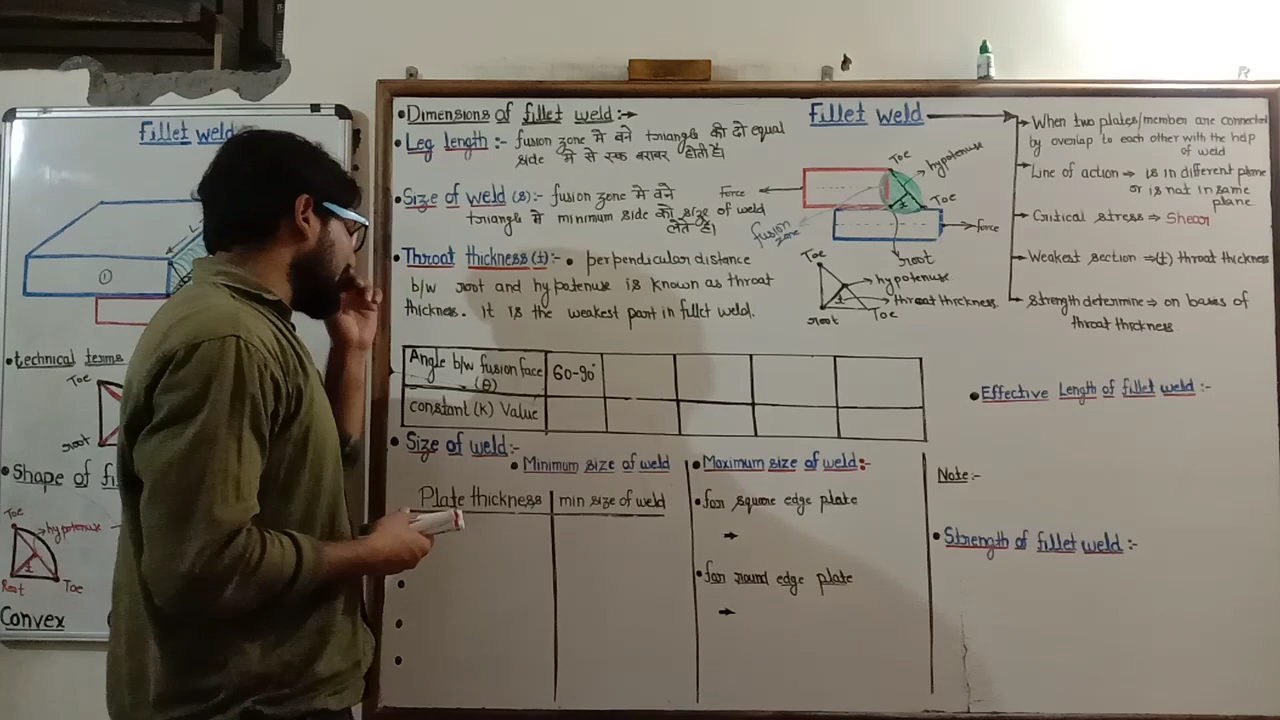 Fillet weld
L
1
technical terms
Toe
root
Shape of fi
Toe
hypotenuse
t
Root
Toe
Convex
Dimensions of fillet weld:→
Leg length :- fusion zone मे बने triangle की दो equal
side मे से एक बराबर होती है।
Size of weld (s):- fusion zone मे बने
triangle मे minimum side को size of weld
लेते है।
Throat thickness(t):- • perpendicular distance
b/w root and hypotenuse is known as throat
thickness. It is the weakest part in fillet weld.
Fillet weld
Toe
hypotenuse
Force
t
Toe
fusion
zone
force
root
Toe
hypotenuse
t
throat thickness
Toe
root
When two plates/member are connected
by overlap to each other with the help
of weld
Line of action → is in different plane
or is not in same
plane
Critical stress ⇒ Shear
Weakest section ⇒(t) throat thickness
Strength determine ⇒ on bases of
throat thickness
Angle b/w fusion face
(θ)
60-90°
constant (K) Value
Size of weld:-
• Minimum size of weld
Plate thickness
min size of weld
• Maximum size of weld:-
• for square edge plate
→
• for round edge plate
→
• Effective Length of fillet weld :-
Note:-
• Strength of fillet weld :-